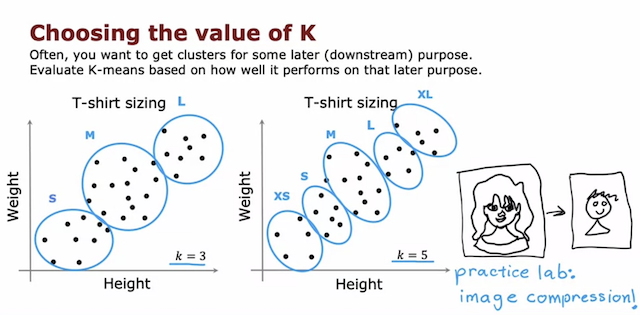 Choosing the value of K
Often, you want to get clusters for some later (downstream) purpose.
Evaluate K-means based on how well it performs on that later purpose.
T-shirt sizing
L
M
S
Weight
k = 3
Height
T-shirt sizing
XL
L
M
S
XS
Weight
k = 5
Height
practice lab:
image compression!